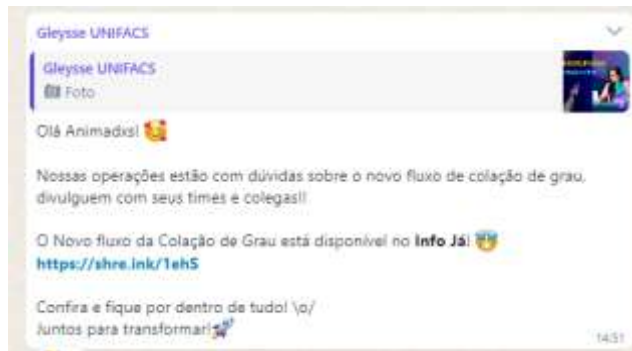 Gleysse UNIFACS
Gleysse UNIFACS
Foto
Olá Animadxs! 🥰
Nossas operações estão com dúvidas sobre o novo fluxo de colação de grau,
divulguem com seus times e colegas!!
O Novo fluxo da Colação de Grau está disponível no Info Já!
https://shre.ink/1ehS
Confira e fique por dentro de tudo! \o/
Juntos para transformar!🚀
14:51